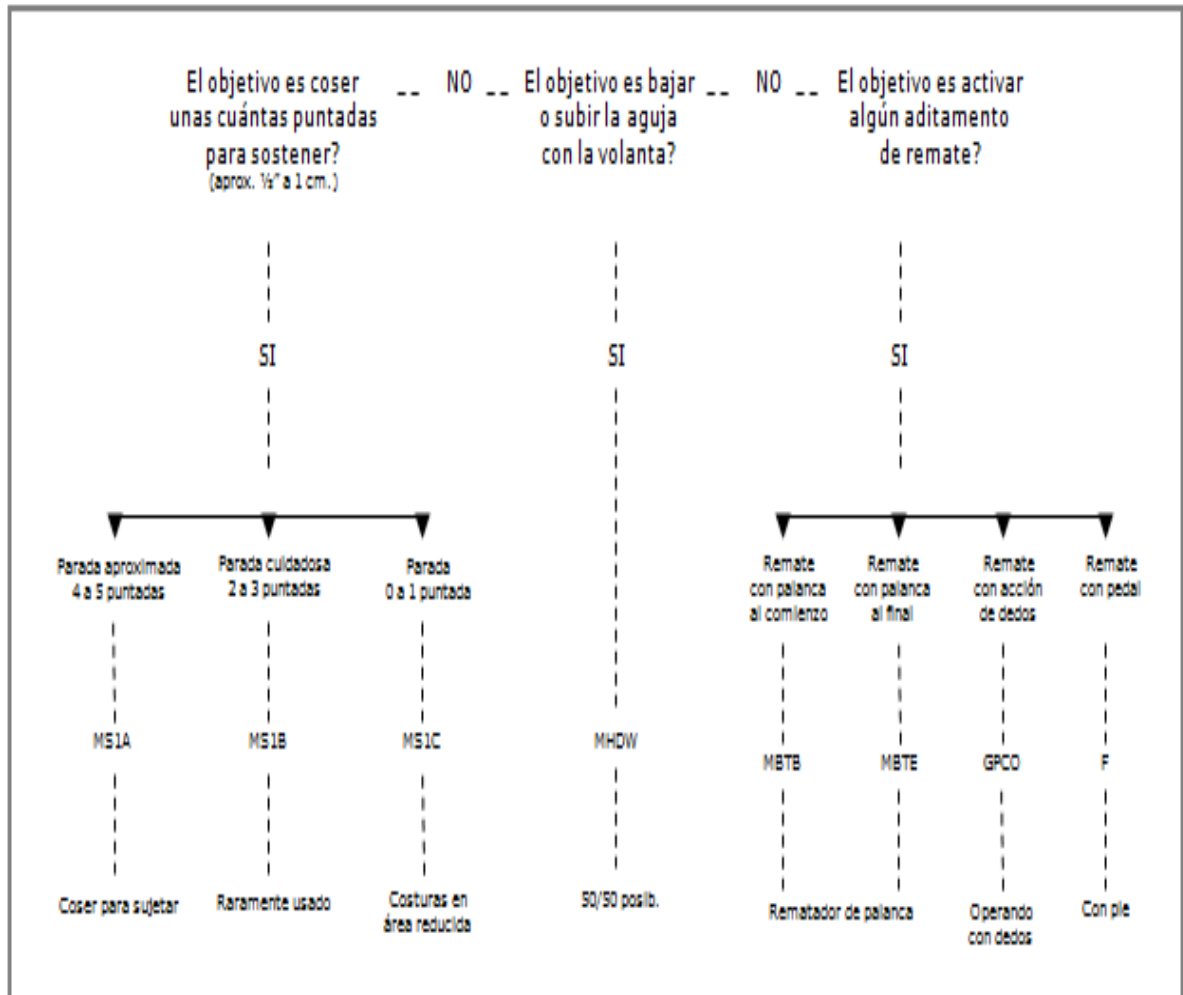 El objetivo es coser __ NO __ El objetivo es bajar __ NO __ El objetivo es activar
unas cuántas puntadas o subir la aguja algún aditamento
para sostener? con la volanta? de remate?
(aprox. ½" a 1 cm.)
SI SI SI
Parada aproximada Parada cuidadosa Parada Remate Remate Remate Remate
4 a 5 puntadas 2 a 3 puntadas 0 a 1 puntada con palanca con palanca con acción con pedal
al comienzo al final de dedos
MS1A MS1B MS1C MHDW MBTB MBTE GPCO F
Coser para sujetar Raramente usado Costuras en 50/50 posib. Rematador de palanca Operando Con pie
área reducida con dedos